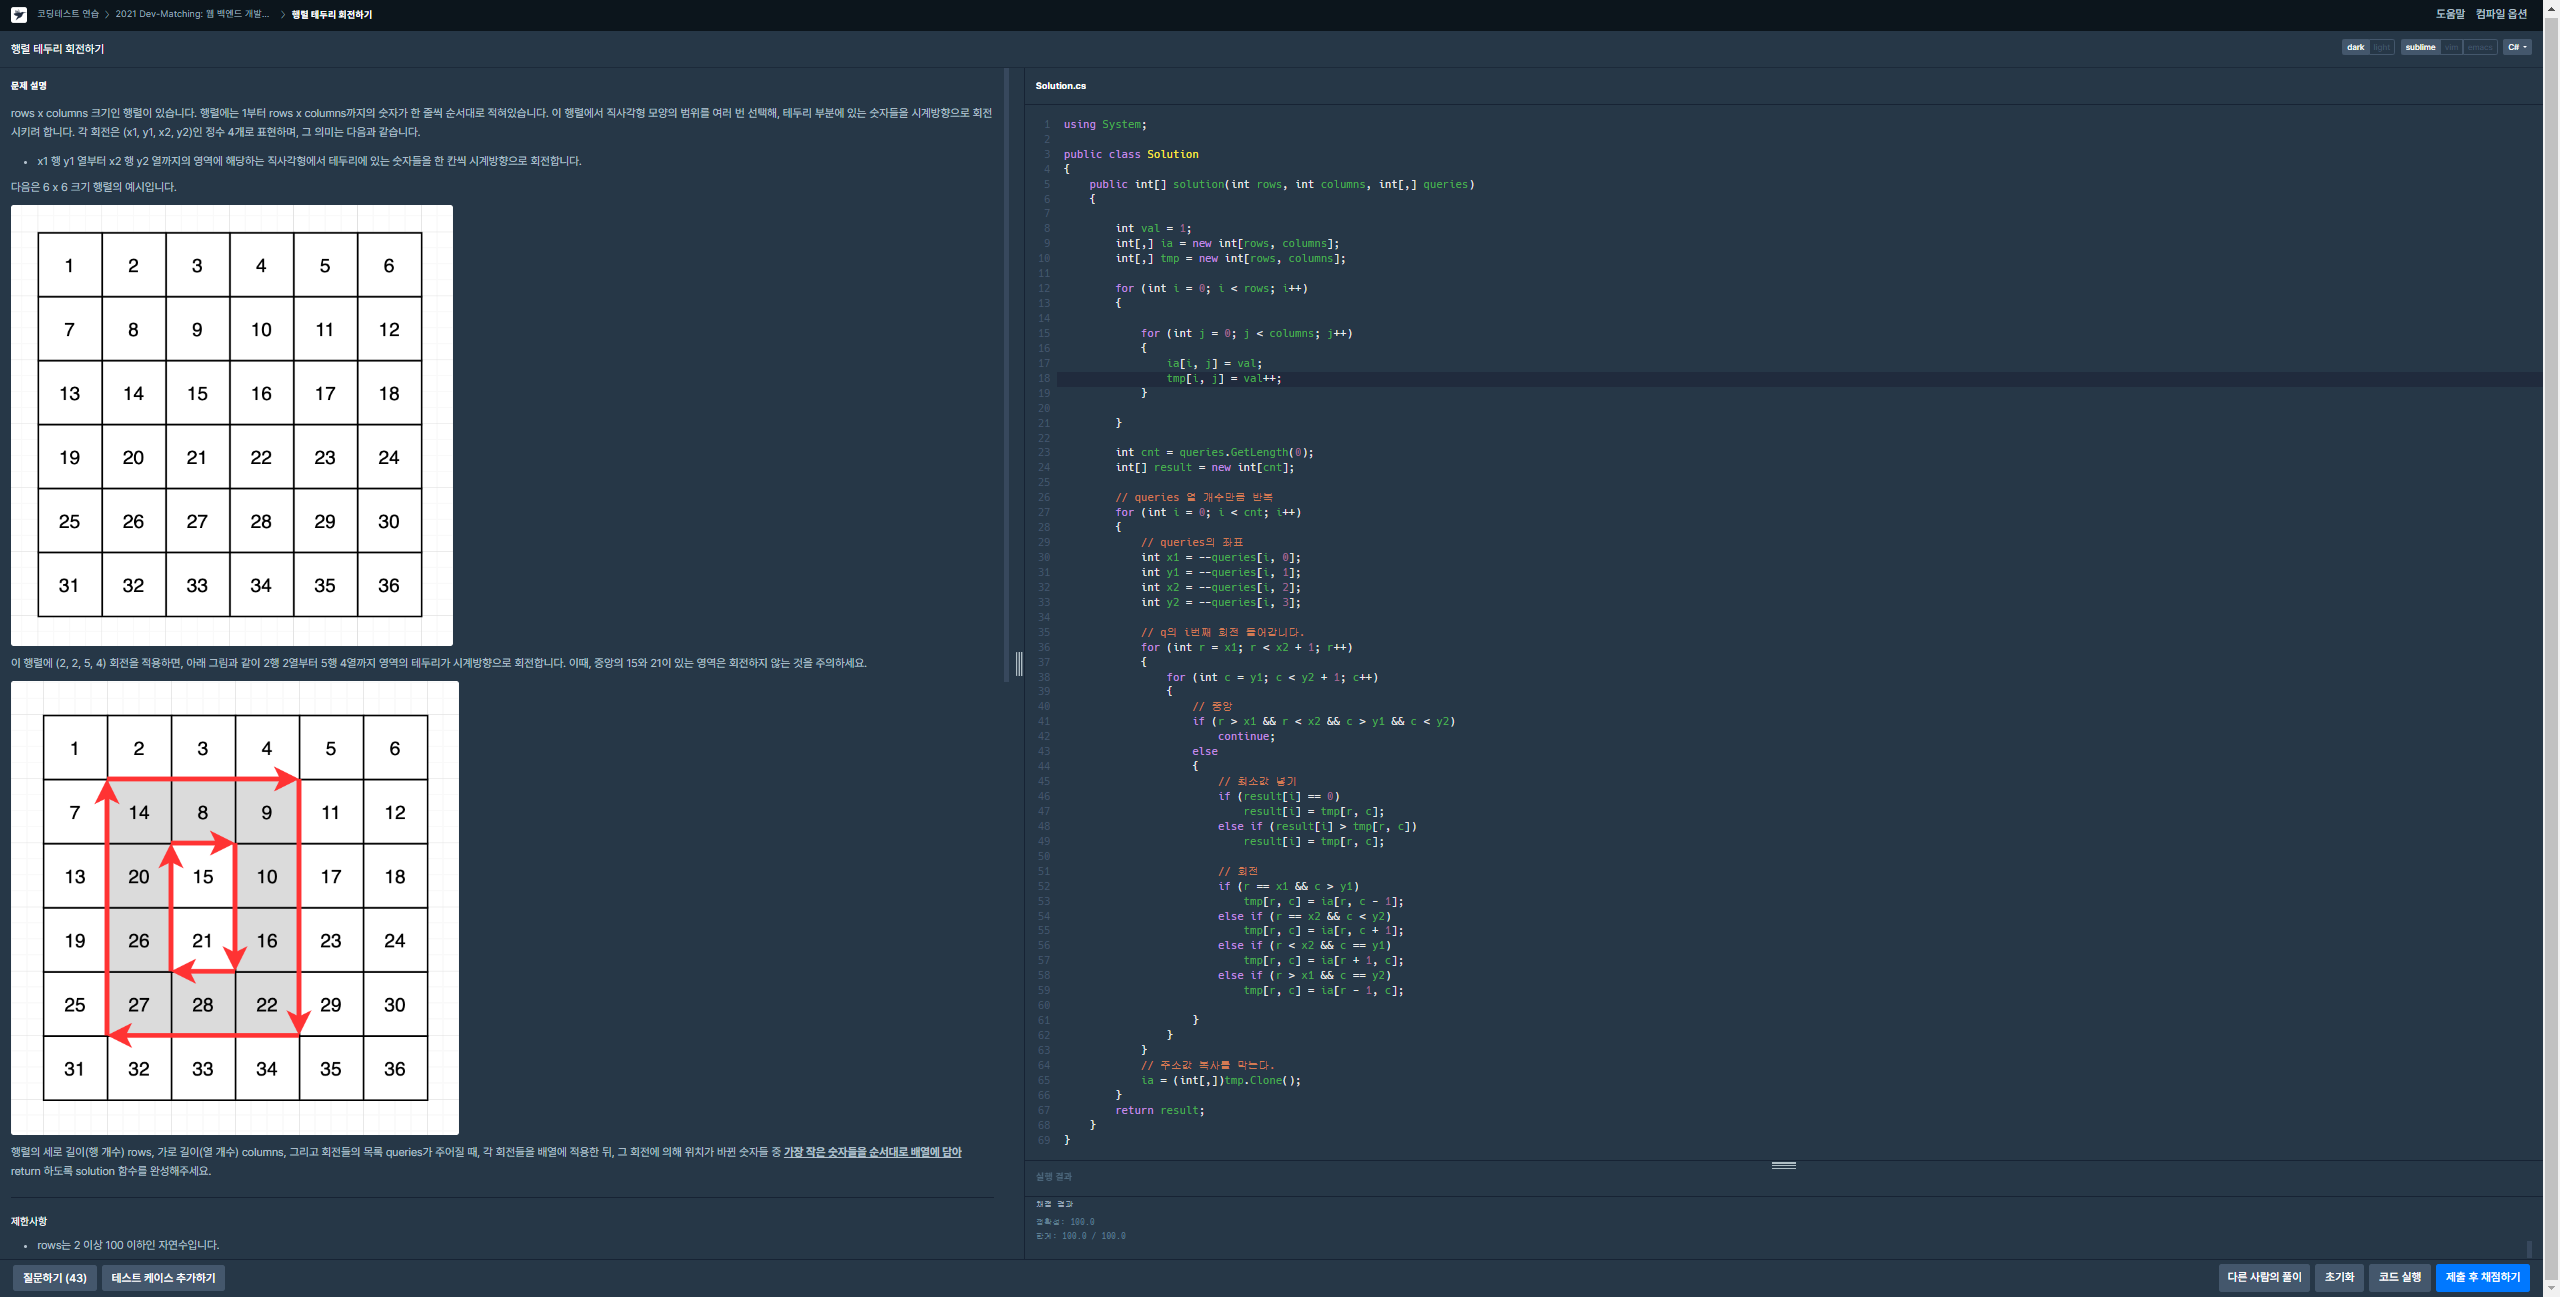 코딩테스트 연습 > 2021 Dev-Matching: 웹 백엔드 개발... > 행렬 테두리 회전하기
도움말 컴파일 옵션
행렬 테두리 회전하기
dark light sublime vim emacs C#
문제 설명
rows x columns 크기인 행렬이 있습니다. 행렬에는 1부터 rows x columns까지의 숫자가 한 줄씩 순서대로 적혀있습니다. 이 행렬에서 직사각형 모양의 범위를 여러 번 선택해, 테두리 부분에 있는 숫자들을 시계방향으로 회전
시키려 합니다. 각 회전은 (x1, y1, x2, y2)인 정수 4개로 표현하며, 그 의미는 다음과 같습니다.
• x1 행 y1 열부터 x2 행 y2 열까지의 영역에 해당하는 직사각형에서 테두리에 있는 숫자들을 한 칸씩 시계방향으로 회전합니다.
다음은 6 x 6 크기 행렬의 예시입니다.
1 2 3 4 5 6
7 8 9 10 11 12
13 14 15 16 17 18
19 20 21 22 23 24
25 26 27 28 29 30
31 32 33 34 35 36
이 행렬에 (2, 2, 5, 4) 회전을 적용하면, 아래 그림과 같이 2행 2열부터 5행 4열까지 영역의 테두리가 시계방향으로 회전합니다. 이때, 중앙의 15와 21이 있는 영역은 회전하지 않는 것을 주의하세요.
1 2 3 4 5 6
7 14 8 9 11 12
13 20 15 10 17 18
19 26 21 16 23 24
25 27 28 22 29 30
31 32 33 34 35 36
행렬의 세로 길이(행 개수) rows, 가로 길이(열 개수) columns, 그리고 회전들의 목록 queries가 주어질 때, 각 회전들을 배열에 적용한 뒤, 그 회전에 의해 위치가 바뀐 숫자들 중 가장 작은 숫자들을 순서대로 배열에 담아
return 하도록 solution 함수를 완성해주세요.
제한사항
• rows는 2 이상 100 이하인 자연수입니다.
질문하기 (43) 테스트 케이스 추가하기
Solution.cs
1 using System;
2
3 public class Solution
4 {
5     public int[] solution(int rows, int columns, int[,] queries)
6     {
7
8         int val = 1;
9         int[,] ia = new int[rows, columns];
10         int[,] tmp = new int[rows, columns];
11
12         for (int i = 0; i < rows; i++)
13         {
14
15             for (int j = 0; j < columns; j++)
16             {
17                 ia[i, j] = val;
18                 tmp[i, j] = val++;
19             }
20
21         }
22
23         int cnt = queries.GetLength(0);
24         int[] result = new int[cnt];
25
26         // queries 열 개수만큼 반복
27         for (int i = 0; i < cnt; i++)
28         {
29             // queries의 좌표
30             int x1 = --queries[i, 0];
31             int y1 = --queries[i, 1];
32             int x2 = --queries[i, 2];
33             int y2 = --queries[i, 3];
34
35             // q의 i번째 회전 들어갑니다.
36             for (int r = x1; r < x2 + 1; r++)
37             {
38                 for (int c = y1; c < y2 + 1; c++)
39                 {
40                     // 중앙
41                     if (r > x1 && r < x2 && c > y1 && c < y2)
42                         continue;
43                     else
44                     {
45                         // 최소값 넣기
46                         if (result[i] == 0)
47                             result[i] = tmp[r, c];
48                         else if (result[i] > tmp[r, c])
49                             result[i] = tmp[r, c];
50
51                         // 회전
52                         if (r == x1 && c > y1)
53                             tmp[r, c] = ia[r, c - 1];
54                         else if (r == x2 && c < y2)
55                             tmp[r, c] = ia[r, c + 1];
56                         else if (r < x2 && c == y1)
57                             tmp[r, c] = ia[r + 1, c];
58                         else if (r > x1 && c == y2)
59                             tmp[r, c] = ia[r - 1, c];
60
61                     }
62                 }
63             }
64             // 주소값 복사를 막는다.
65             ia = (int[,])tmp.Clone();
66         }
67         return result;
68     }
69 }
실행 결과
채점 결과
정확성: 100.0
합계: 100.0 / 100.0
다른 사람의 풀이 초기화 코드 실행 제출 후 채점하기